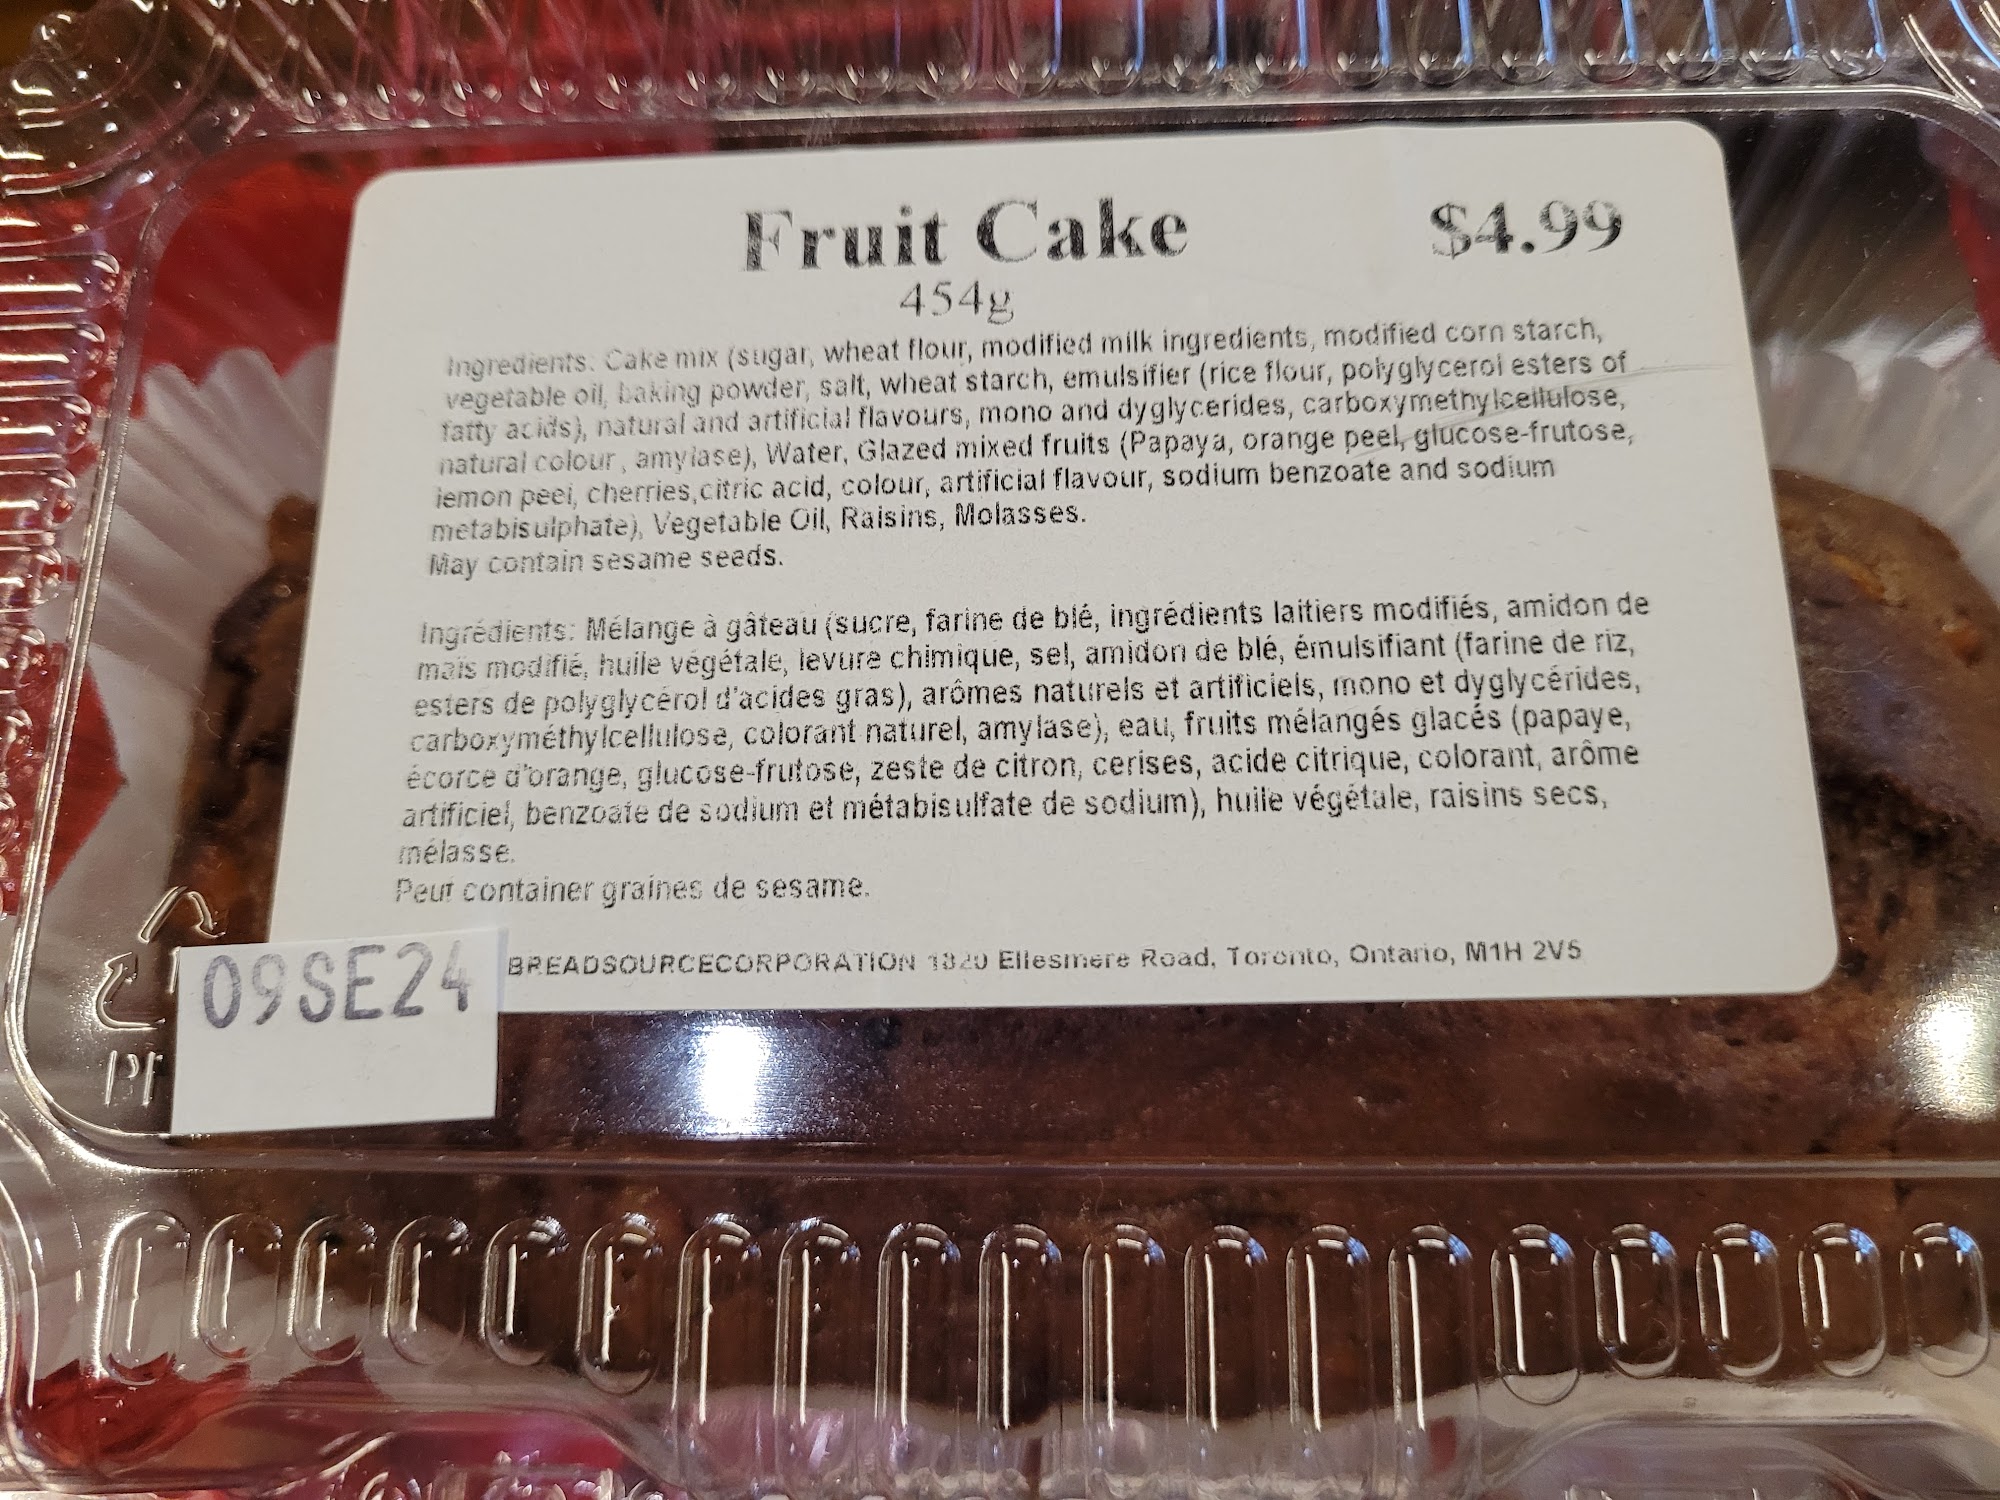 Fruit Cake $4.99
454g
Ingredients: Cake mix (sugar, wheat flour, modified milk ingredients, modified corn starch,
vegetable oil, baking powder, salt, wheat starch, emulsifier (rice flour, polyglycerol esters of
fatty acids), natural and artificial flavours, mono and dyglycerides, carboxymethylcellulose,
natural colour, amylase), Water, Glazed mixed fruits (Papaya, orange peel, glucose-frutose,
lemon peel, cherries,citric acid, colour, artificial flavour, sodium benzoate and sodium
metabisulphate), Vegetable Oil, Raisins, Molasses.
May contain sesame seeds.
Ingrédients: Mélange à gâteau (sucre, farine de blé, ingrédients laitiers modifiés, amidon de
maïs modifié, huile végétale, levure chimique, sel, amidon de blé, émulsifiant (farine de riz,
esters de polyglycérol d'acides gras), arômes naturels et artificiels, mono et dyglycérides,
carboxyméthylcellulose, colorant naturel, amylase), eau, fruits mélangés glacés (papaye,
écorce d'orange, glucose-frutose, zeste de citron, cerises, acide citrique, colorant, arôme
artificiel, benzoate de sodium et métabisulfate de sodium), huile végétale, raisins secs,
mélasse.
Peut container graines de sesame.
BREADSOURCECORPORATION 1820 Ellesmere Road, Toronto, Ontario, M1H 2V5
09SE24